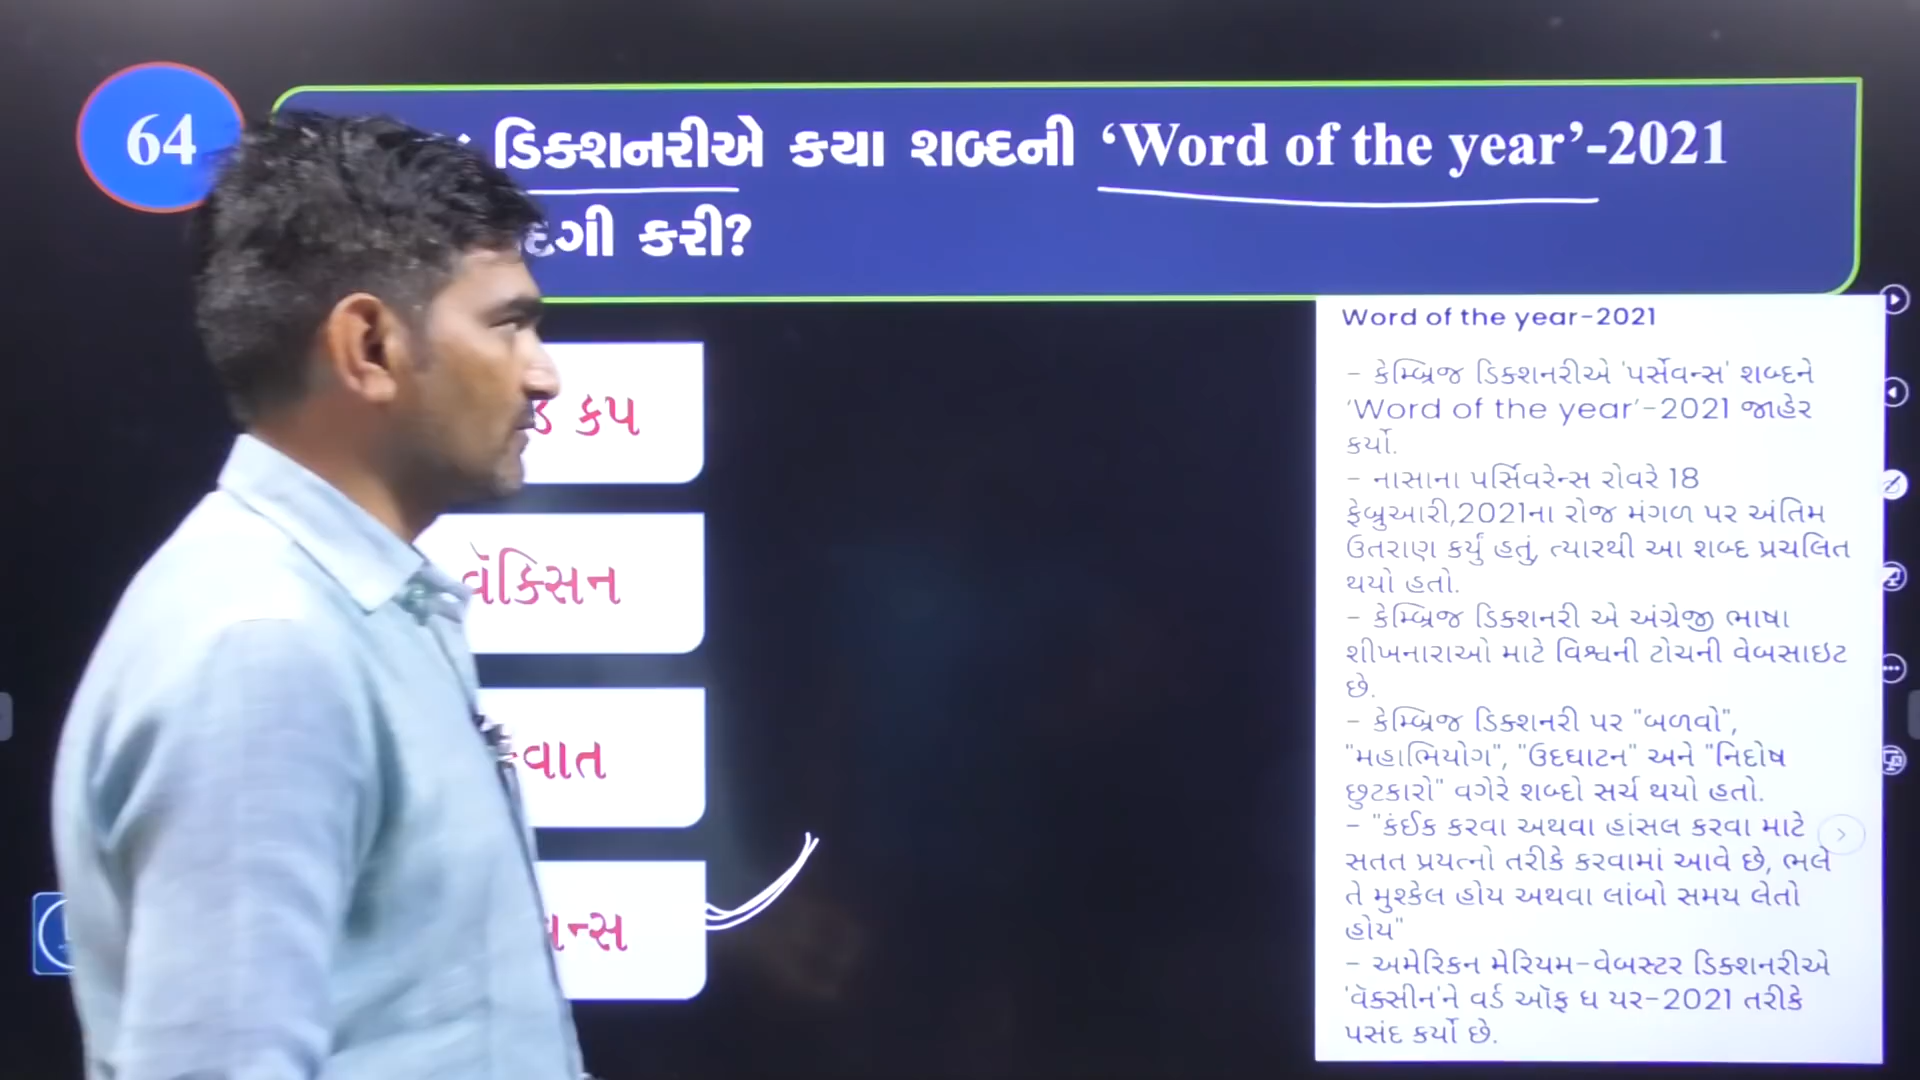 64
ડિક્શનરીએ કયા શબ્દની ‘Word of the year’-2021
કરી?
કપ
વૅક્સિન
Word of the year-2021
- કેમ્બ્રિજ ડિક્શનરીએ 'પર્સેવન્સ' શબ્દને
'Word of the year'-2021 જાહેર
કર્યો.
- નાસાના પર્સિવરેન્સ રોવરે 18
ફેબ્રુઆરી,2021ના રોજ મંગળ પર અંતિમ
ઉતરાણ કર્યું હતું, ત્યારથી આ શબ્દ પ્રચલિત
થયો હતો.
- કેમ્બ્રિજ ડિક્શનરી એ અંગ્રેજી ભાષા
શીખનારાઓ માટે વિશ્વની ટોચની વેબસાઇટ
છે.
- કેમ્બ્રિજ ડિક્શનરી પર "બળવો",
"મહાભિયોગ", "ઉદઘાટન" અને "નિદોષ
છુટકારો" વગેરે શબ્દો સર્ચ થયો હતો.
- "કંઈક કરવા અથવા હાંસલ કરવા માટે
સતત પ્રયત્નો તરીકે કરવામાં આવે છે, ભલે
તે મુશ્કેલ હોય અથવા લાંબો સમય લેતો
હોય"
- અમેરિકન મેરિયમ-વેબસ્ટર ડિક્શનરીએ
'વૅક્સીન'ને વર્ડ ઑફ ધ યર-2021 તરીકે
પસંદ કર્યો છે.